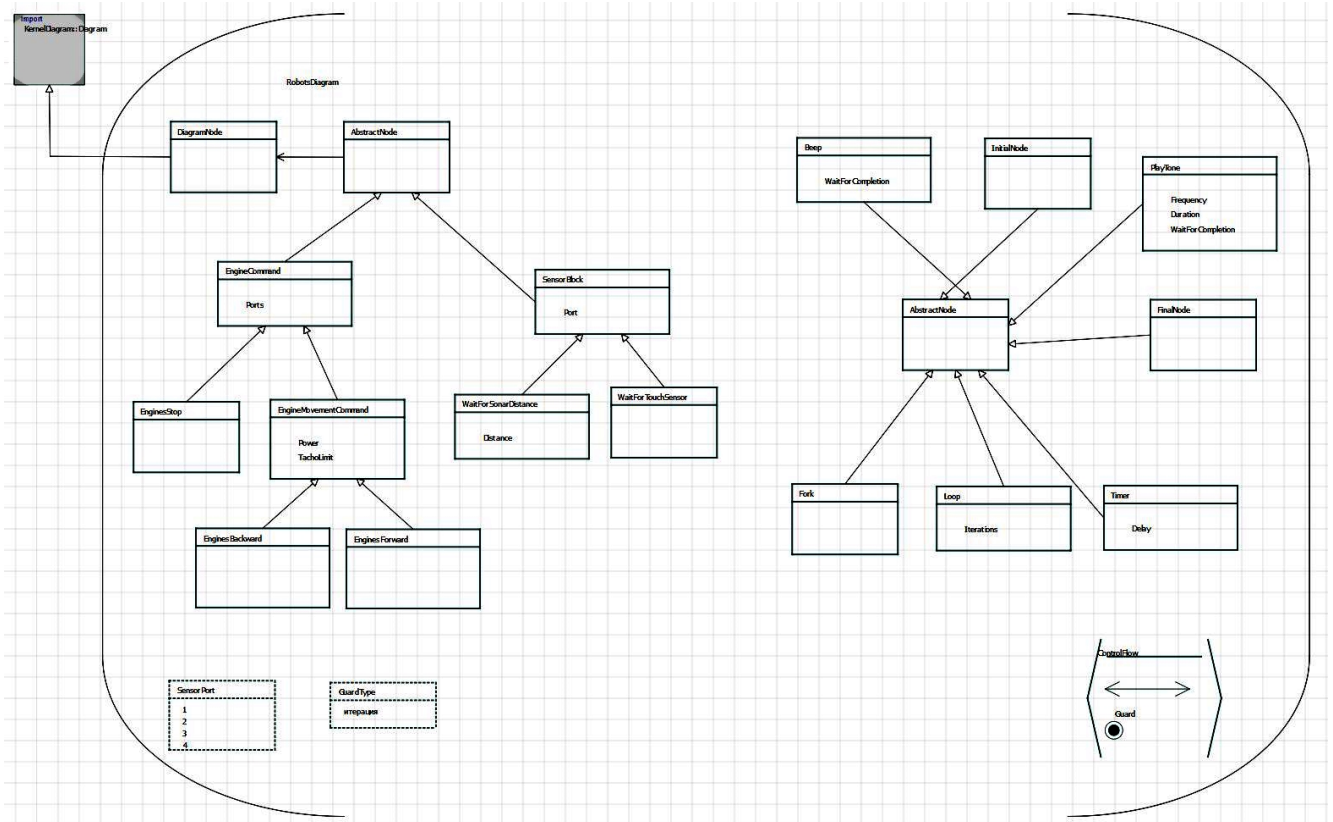 Import
KernelDiagram::Diagram
RobotsDiagram
DiagramNode
AbstractNode
EngineCommand
Ports
SensorBlock
Port
EnginesStop
EngineMovementCommand
Power
TachoLimit
WaitForSonarDistance
Distance
WaitForTouchSensor
EnginesBackward
EnginesForward
SensorPort
1
2
3
4
GuardType
итерация
Beep
WaitForCompletion
InitialNode
PlayTone
Frequency
Duration
WaitForCompletion
AbstractNode
FinalNode
Fork
Loop
Iterations
Timer
Delay
ControlFlow
Guard